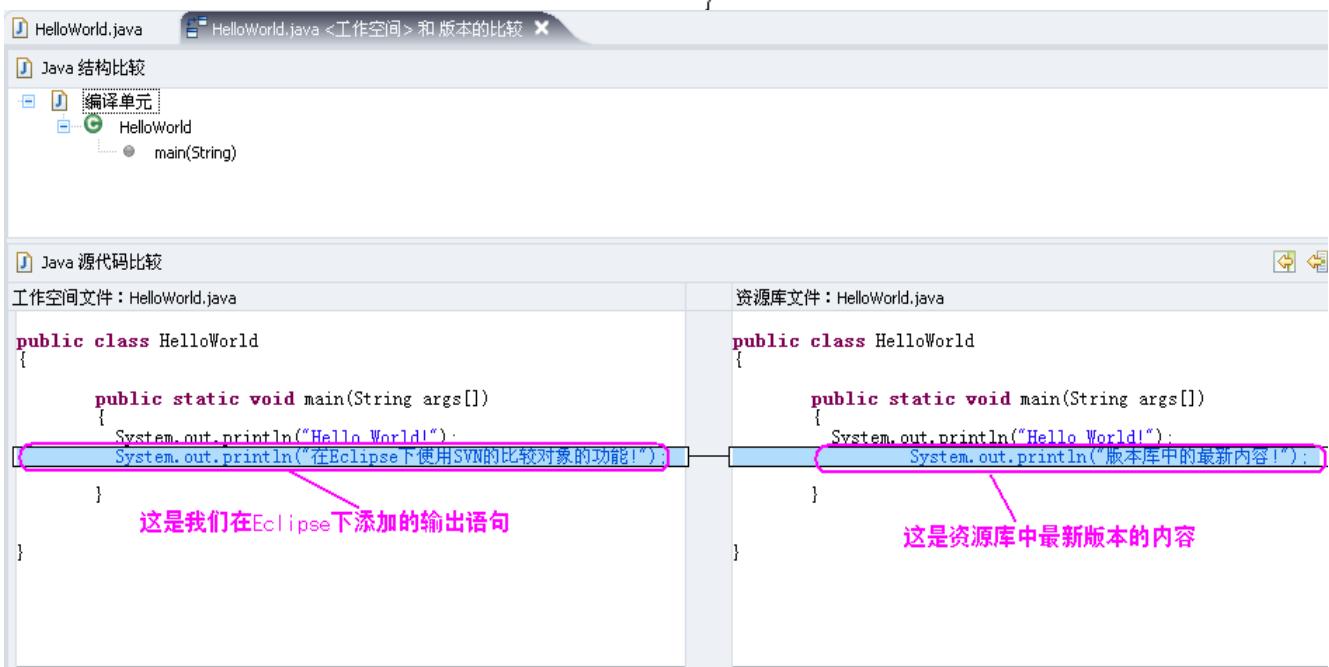 }
HelloWorld.java
HelloWorld.java <工作空间> 和 版本的比较
Java 结构比较
编译单元
HelloWorld
main(String)
Java 源代码比较
工作空间文件：HelloWorld.java
public class HelloWorld
{
public static void main(String args[])
{
System.out.println("Hello World!");
System.out.println("在Eclipse下使用SVN的比较对象的功能!");
}
这是我们在Eclipse下添加的输出语句
}
资源库文件：HelloWorld.java
public class HelloWorld
{
public static void main(String args[])
{
System.out.println("Hello World!");
System.out.println("版本库中的最新内容!");
}
这是资源库中最新版本的内容
}